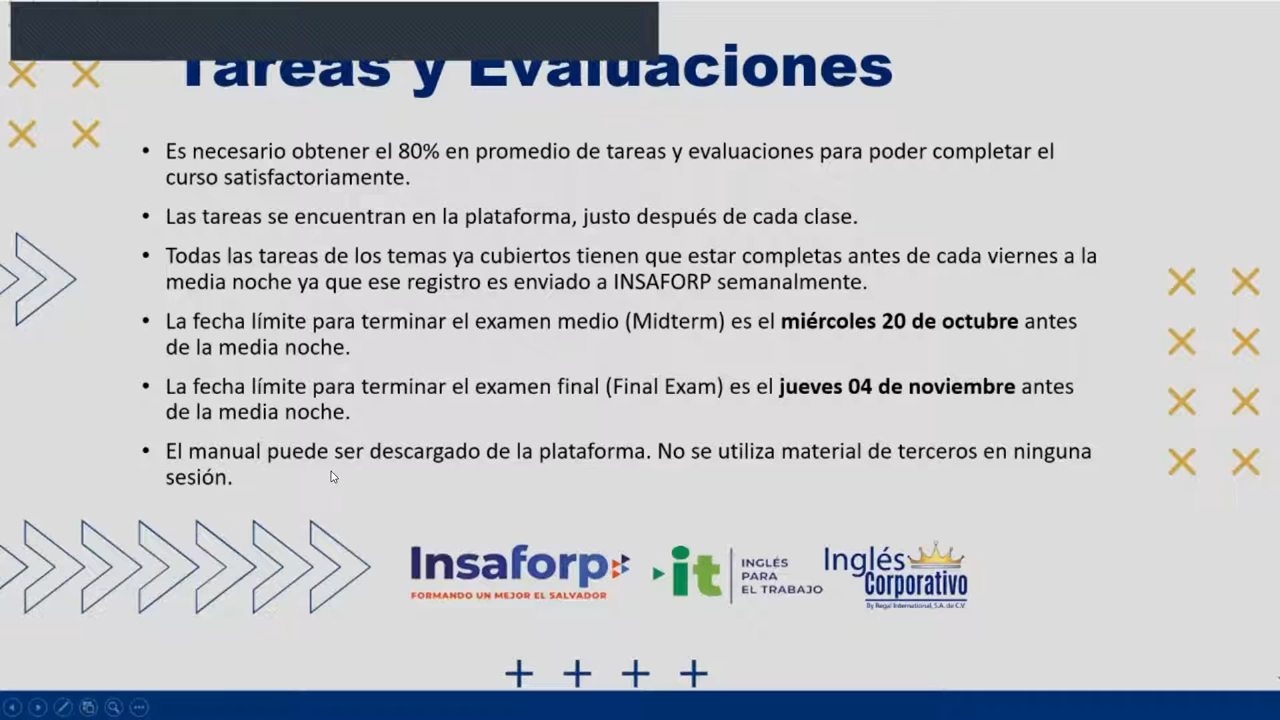 Tareas y Evaluaciones
• Es necesario obtener el 80% en promedio de tareas y evaluaciones para poder completar el
curso satisfactoriamente.
• Las tareas se encuentran en la plataforma, justo después de cada clase.
• Todas las tareas de los temas ya cubiertos tienen que estar completas antes de cada viernes a la
media noche ya que ese registro es enviado a INSAFORP semanalmente.
• La fecha límite para terminar el examen medio (Midterm) es el miércoles 20 de octubre antes
de la media noche.
• La fecha límite para terminar el examen final (Final Exam) es el jueves 04 de noviembre antes
de la media noche.
• El manual puede ser descargado de la plataforma. No se utiliza material de terceros en ninguna
sesión.
Insaforp
FORMANDO UN MEJOR EL SALVADOR
it
INGLÉS
PARA
EL TRABAJO
Inglés
Corporativo
By Regal International, S.A. de C.V.